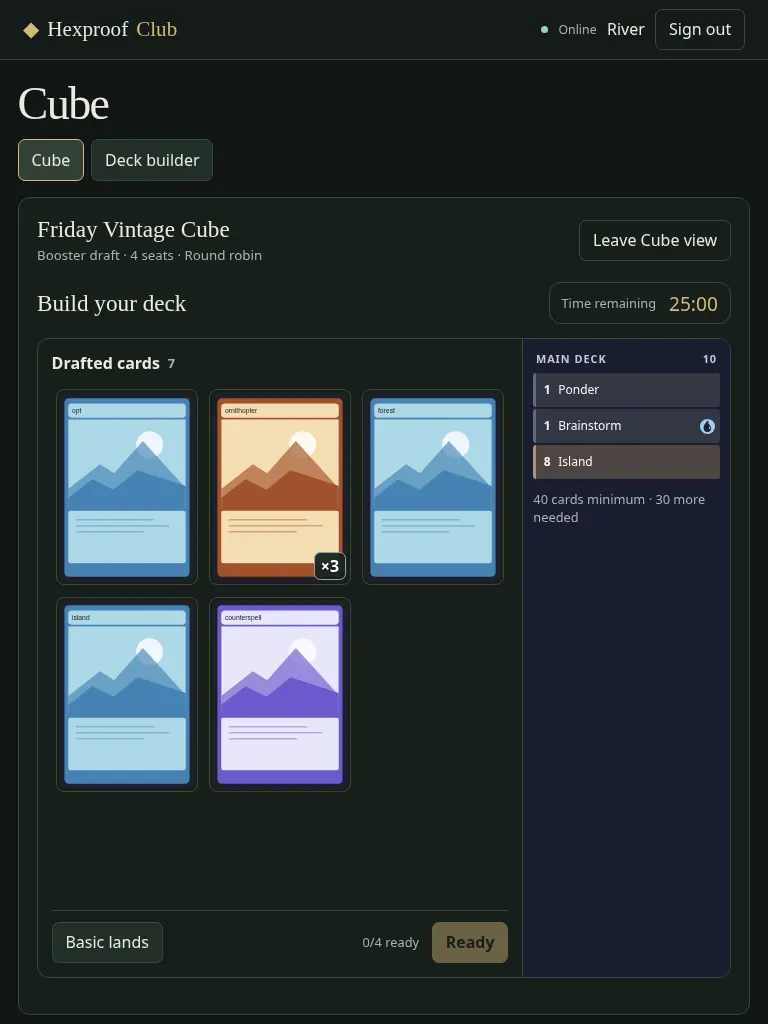 ◆ Hexproof Club
Online River Sign out
Cube
Cube Deck builder
Friday Vintage Cube
Booster draft · 4 seats · Round robin
Leave Cube view
Build your deck
Time remaining 25:00
Drafted cards 7
opt
ornithopter
forest
×3
island
counterspell
Basic lands
0/4 ready
Ready
MAIN DECK 10
1 Ponder
1 Brainstorm
8 Island
40 cards minimum · 30 more
needed